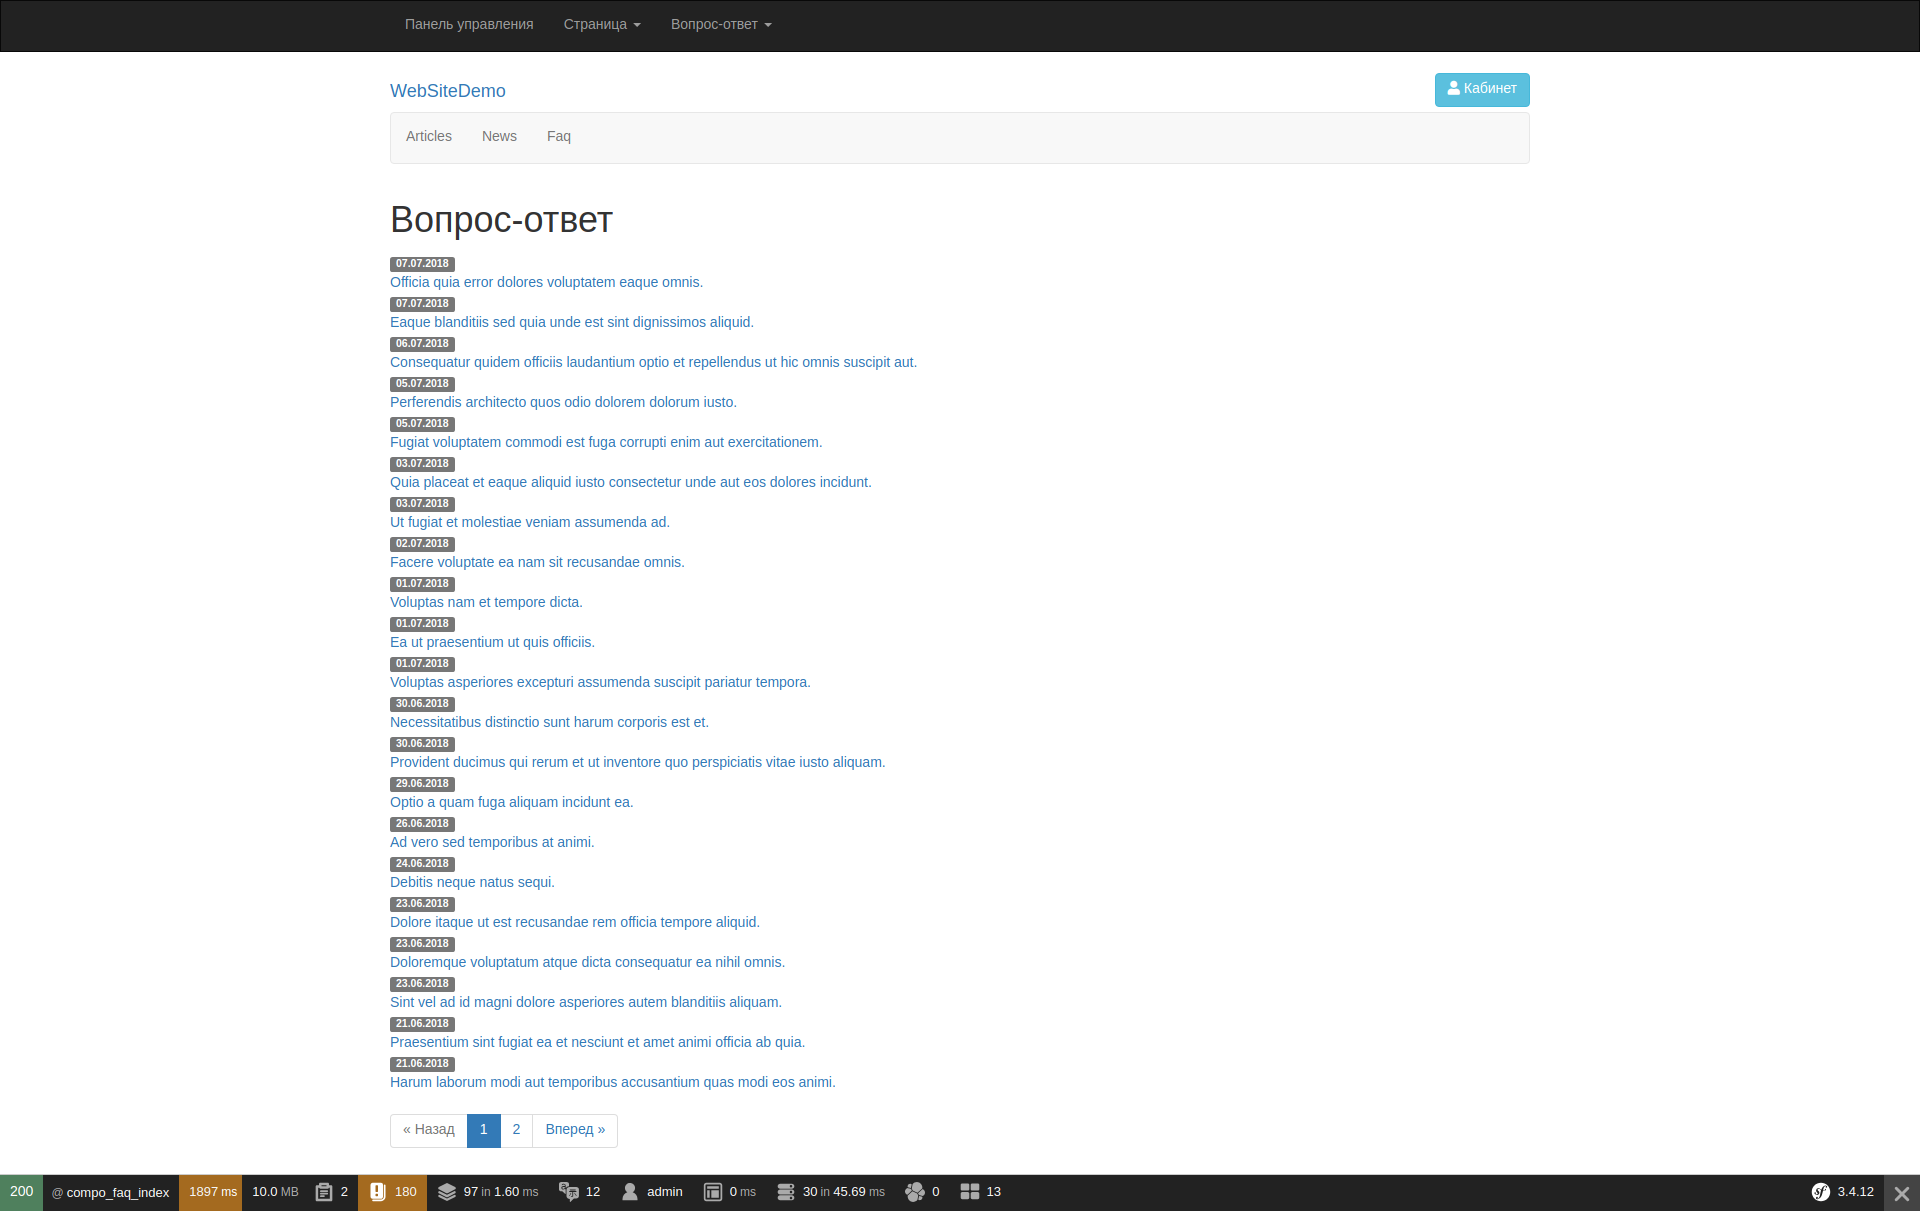 Панель управления Страница Вопрос-ответ
WebSiteDemo Кабинет
Articles News Faq
Вопрос-ответ
07.07.2018
Officia quia error dolores voluptatem eaque omnis.
07.07.2018
Eaque blanditiis sed quia unde est sint dignissimos aliquid.
06.07.2018
Consequatur quidem officiis laudantium optio et repellendus ut hic omnis suscipit aut.
05.07.2018
Perferendis architecto quos odio dolorem dolorum iusto.
05.07.2018
Fugiat voluptatem commodi est fuga corrupti enim aut exercitationem.
03.07.2018
Quia placeat et eaque aliquid iusto consectetur unde aut eos dolores incidunt.
03.07.2018
Ut fugiat et molestiae veniam assumenda ad.
02.07.2018
Facere voluptate ea nam sit recusandae omnis.
01.07.2018
Voluptas nam et tempore dicta.
01.07.2018
Ea ut praesentium ut quis officiis.
01.07.2018
Voluptas asperiores excepturi assumenda suscipit pariatur tempora.
30.06.2018
Necessitatibus distinctio sunt harum corporis est et.
30.06.2018
Provident ducimus qui rerum et ut inventore quo perspiciatis vitae iusto aliquam.
29.06.2018
Optio a quam fuga aliquam incidunt ea.
26.06.2018
Ad vero sed temporibus at animi.
24.06.2018
Debitis neque natus sequi.
23.06.2018
Dolore itaque ut est recusandae rem officia tempore aliquid.
23.06.2018
Doloremque voluptatum atque dicta consequatur ea nihil omnis.
23.06.2018
Sint vel ad id magni dolore asperiores autem blanditiis aliquam.
21.06.2018
Praesentium sint fugiat ea et nesciunt et amet animi officia ab quia.
21.06.2018
Harum laborum modi aut temporibus accusantium quas modi eos animi.
« Назад 1 2 Вперед »
200 @ compo_faq_index 1897 ms 10.0 MB 2 180 97 in 1.60 ms 12 admin 0 ms 30 in 45.69 ms 0 13 3.4.12